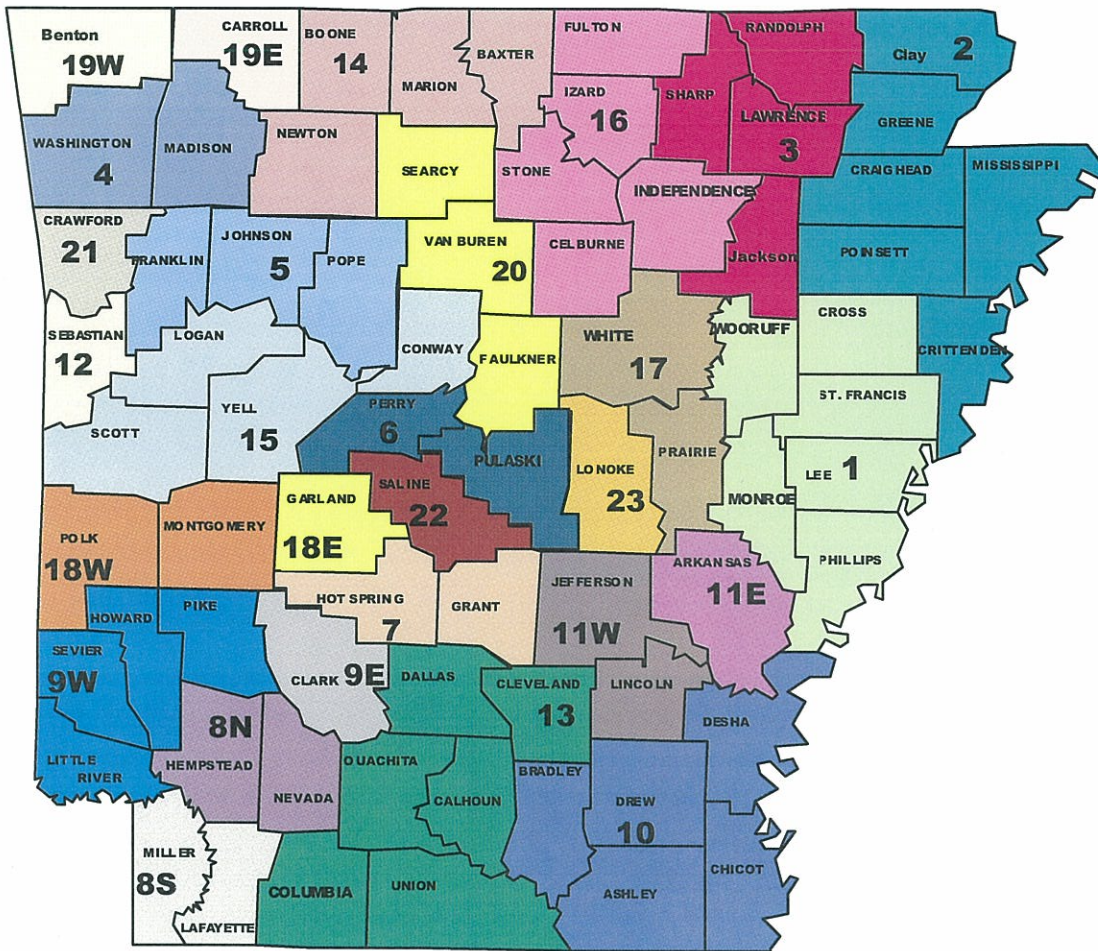 Benton
19W
CARROLL
19E
BOONE
14
MARION
BAXTER
FULTON
RANDOLPH
Clay 2
IZARD
16
SHARP
LAWRENCE
3
GREENE
WASHINGTON
4
MADISON
NEWTON
SEARCY
STONE
INDEPENDENCE
CRAIGHEAD
MISSISSIPPI
CRAWFORD
21
FRANKLIN
JOHNSON
5
POPE
VAN BUREN
20
CELBURNE
Jackson
POINSETT
SEBASTIAN
12
LOGAN
CONWAY
FAULKNER
WHITE
17
WOORUFF
CROSS
CRITTENDEN
SCOTT
YELL
15
PERRY
6
PULASKI
LONOKE
23
PRAIRIE
ST. FRANCIS
LEE 1
MONROE
PHILLIPS
POLK
18W
MONTGOMERY
GARLAND
18E
SALINE
22
HOT SPRING
7
GRANT
JEFFERSON
11W
ARKANSAS
11E
HOWARD
PIKE
SEVIER
9W
CLARK 9E
DALLAS
CLEVELAND
13
LINCOLN
DESHA
LITTLE
RIVER
8N
HEMPSTEAD
NEVADA
OUACHITA
CALHOUN
BRADLEY
DREW
10
MILLER
8S
LAFAYETTE
COLUMBIA
UNION
ASHLEY
CHICOT